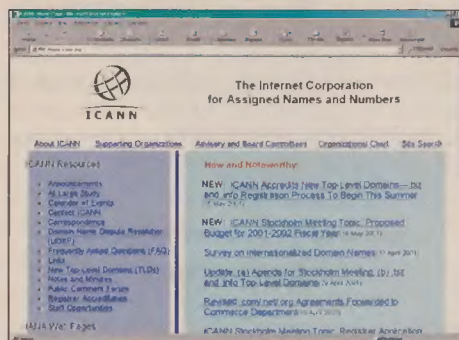 ICANN
The Internet Corporation
for Assigned Names and Numbers
About ICANN Supporting Organizations Advisory and Board Committees Organizational Chart Site Search
ICANN Resources
Announcements
At Large Study
Calendar of Events
Contact ICANN
Correspondence
Domain Name Dispute Resolution
(UDRP)
Frequently Asked Questions (FAQ)
Links
New Top-Level Domains (TLDs)
Notes and Minutes
Public Comment Forum
Registrar Accreditation
Staff Opportunities
IANA Web Pages
New and Noteworthy:
NEW: ICANN Accredits New Top Level Domains
and .info Registration Process To Begin This Summer
NEW: ICANN Stockholm Meeting Topic: Proposed
Budget for 2001-2002 Fiscal Year
Survey on Internationalized Domain Names
Update: (a) Agenda for Stockholm Meeting; (b)
and .info Top Level Domains
Revised .com/.net/.org Agreements Forwarded to
Commerce Department
ICANN Stockholm Meeting Topic: Registrar Application